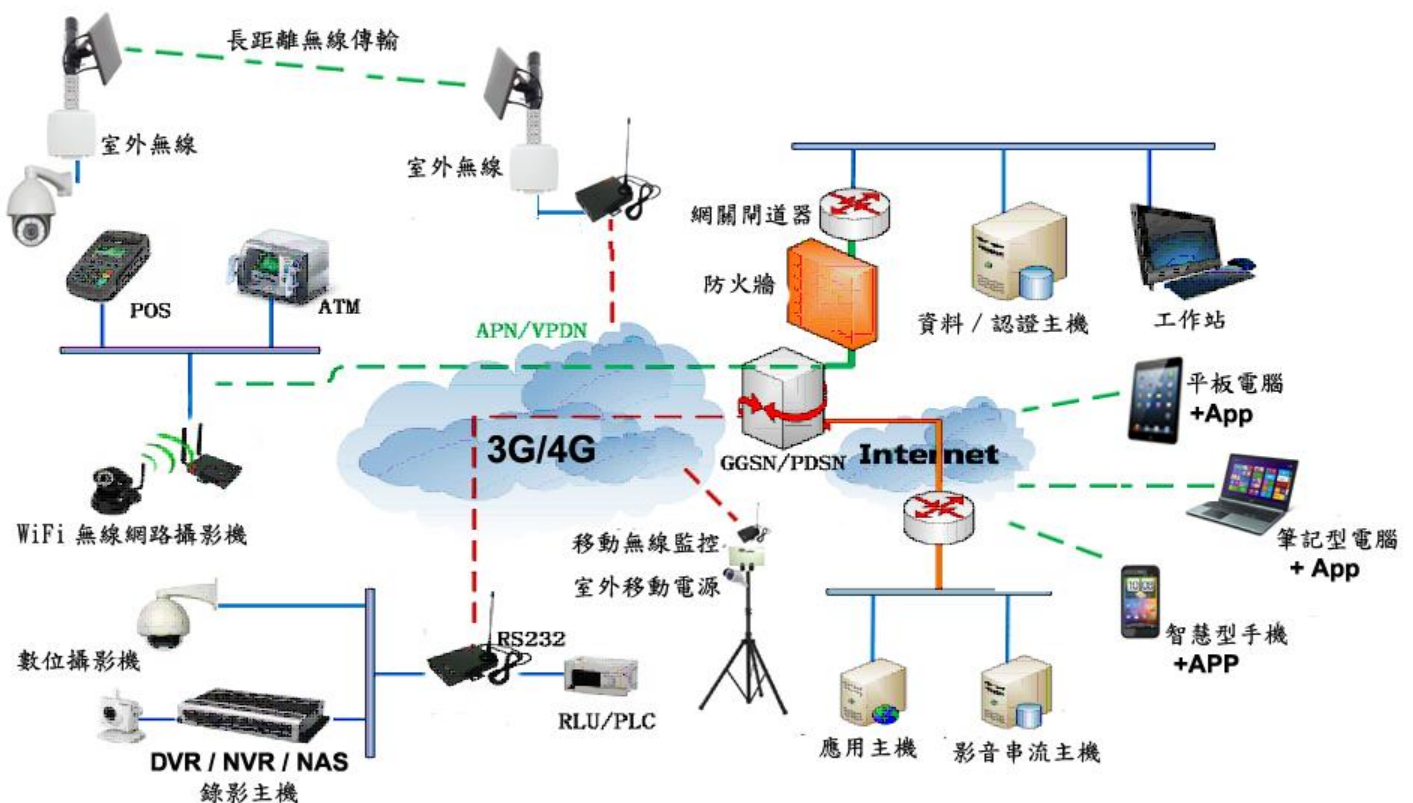 長距離無線傳輸
室外無線
室外無線
網關閘道器
防火牆
POS
ATM
資料 / 認證主機
工作站
APN/VPDN
平板電腦
+App
3G/4G
GGSN/PDSN
Internet
WiFi 無線網路攝影機
移動無線監控
室外移動電源
筆記型電腦
+ App
RS232
智慧型手機
+APP
數位攝影機
RLU/PLC
DVR / NVR / NAS
錄影主機
應用主機
影音串流主機